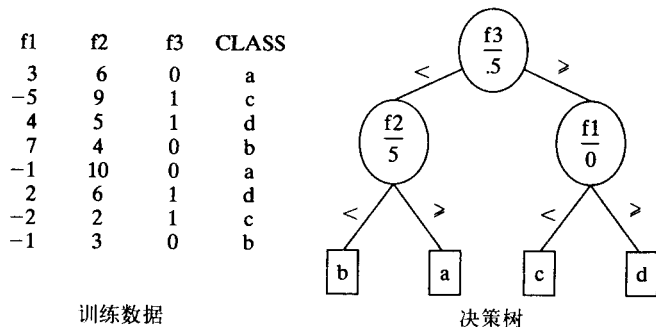 f1 f2 f3 CLASS
3 6 0 a
−5 9 1 c
4 5 1 d
7 4 0 b
−1 10 0 a
2 6 1 d
−2 2 1 c
−1 3 0 b
训练数据
f3
.5
< ⩾
f2
5
f1
0
< ⩾ < ⩾
b a c d
决策树